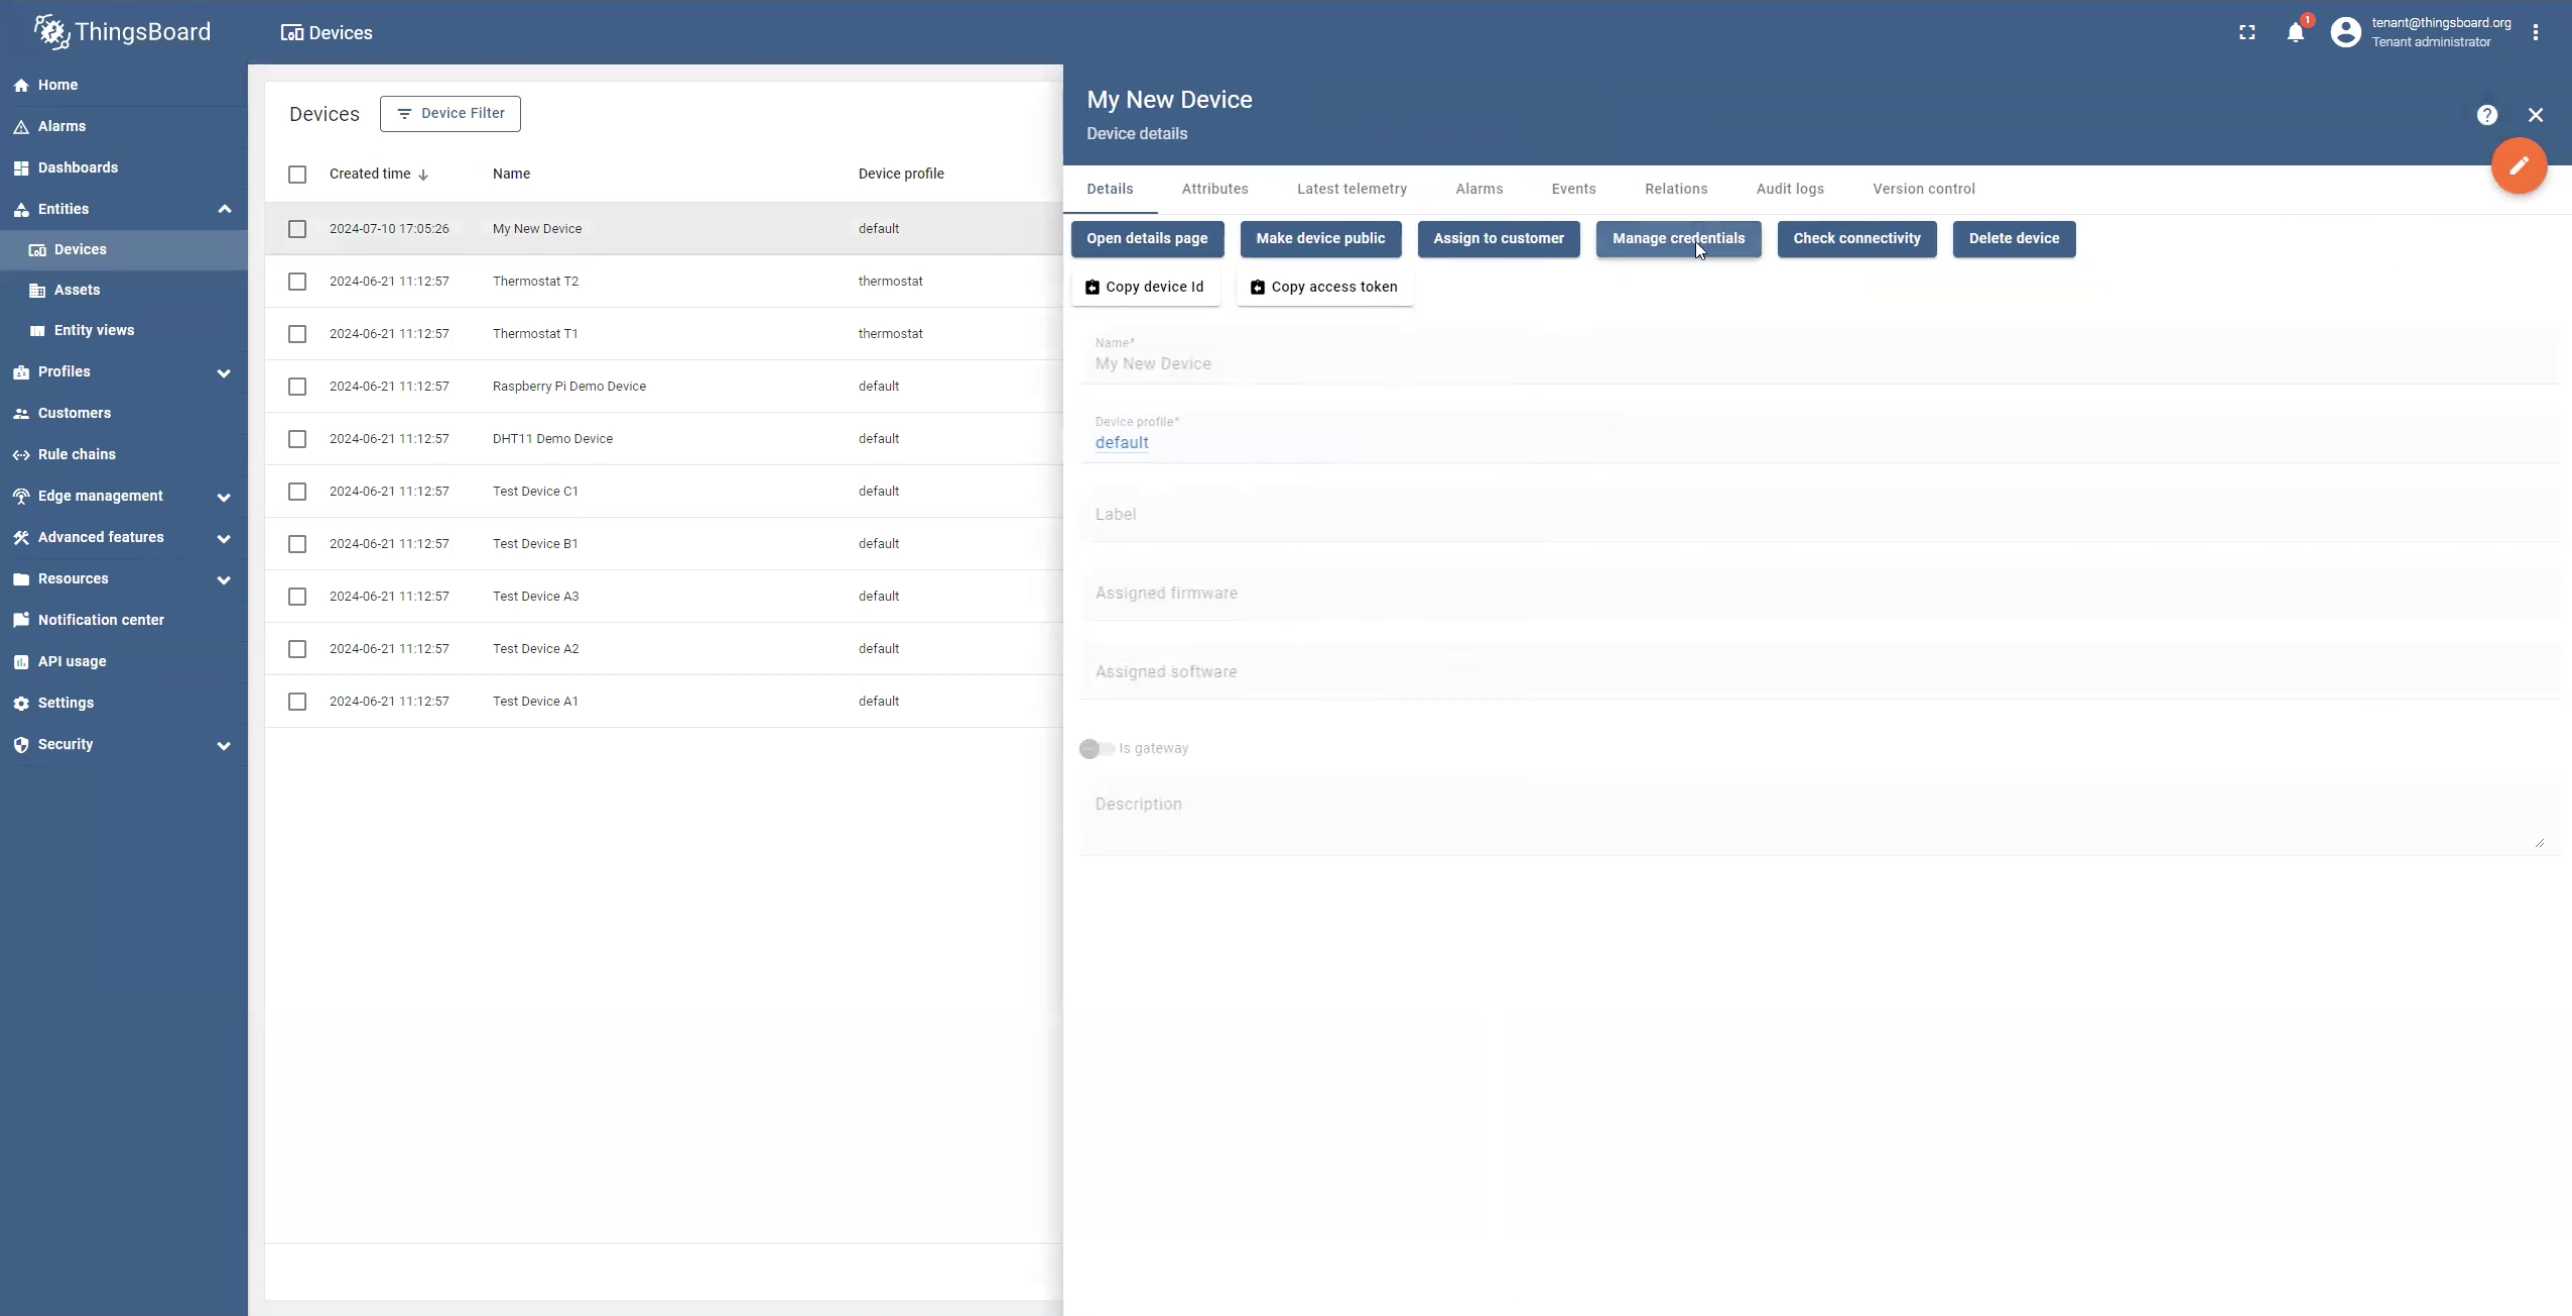 ThingsBoard
Devices
1
tenant@thingsboard.org
Tenant administrator
Home
Alarms
Dashboards
Entities
Devices
Assets
Entity views
Profiles
Customers
Rule chains
Edge management
Advanced features
Resources
Notification center
API usage
Settings
Security
Devices
Device Filter
Created time Name Device profile
2024-07-10 17:05:26 My New Device default
2024-06-21 11:12:57 Thermostat T2 thermostat
2024-06-21 11:12:57 Thermostat T1 thermostat
2024-06-21 11:12:57 Raspberry Pi Demo Device default
2024-06-21 11:12:57 DHT11 Demo Device default
2024-06-21 11:12:57 Test Device C1 default
2024-06-21 11:12:57 Test Device B1 default
2024-06-21 11:12:57 Test Device A3 default
2024-06-21 11:12:57 Test Device A2 default
2024-06-21 11:12:57 Test Device A1 default
My New Device
Device details
?
Details Attributes Latest telemetry Alarms Events Relations Audit logs Version control
Open details page Make device public Assign to customer Manage credentials Check connectivity Delete device
Copy device Id Copy access token
Name*
My New Device
Device profile*
default
Label
Assigned firmware
Assigned software
Is gateway
Description